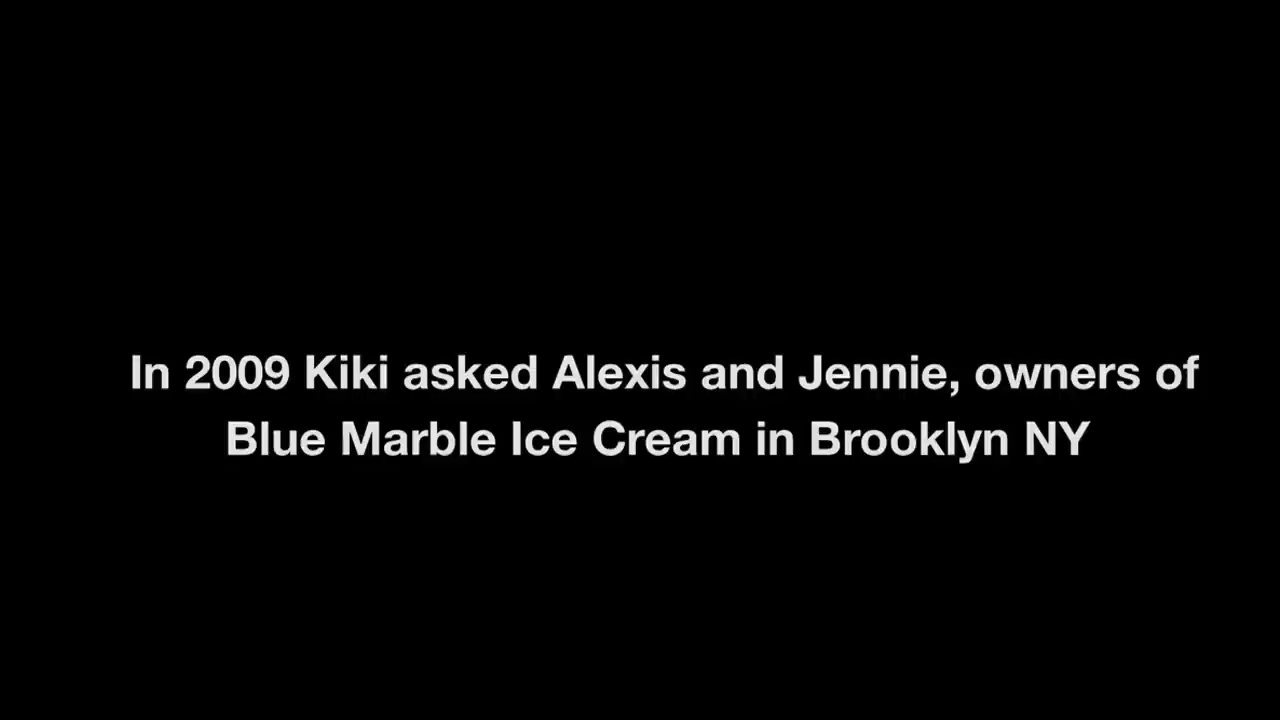 In 2009 Kiki asked Alexis and Jennie, owners of
Blue Marble Ice Cream in Brooklyn NY